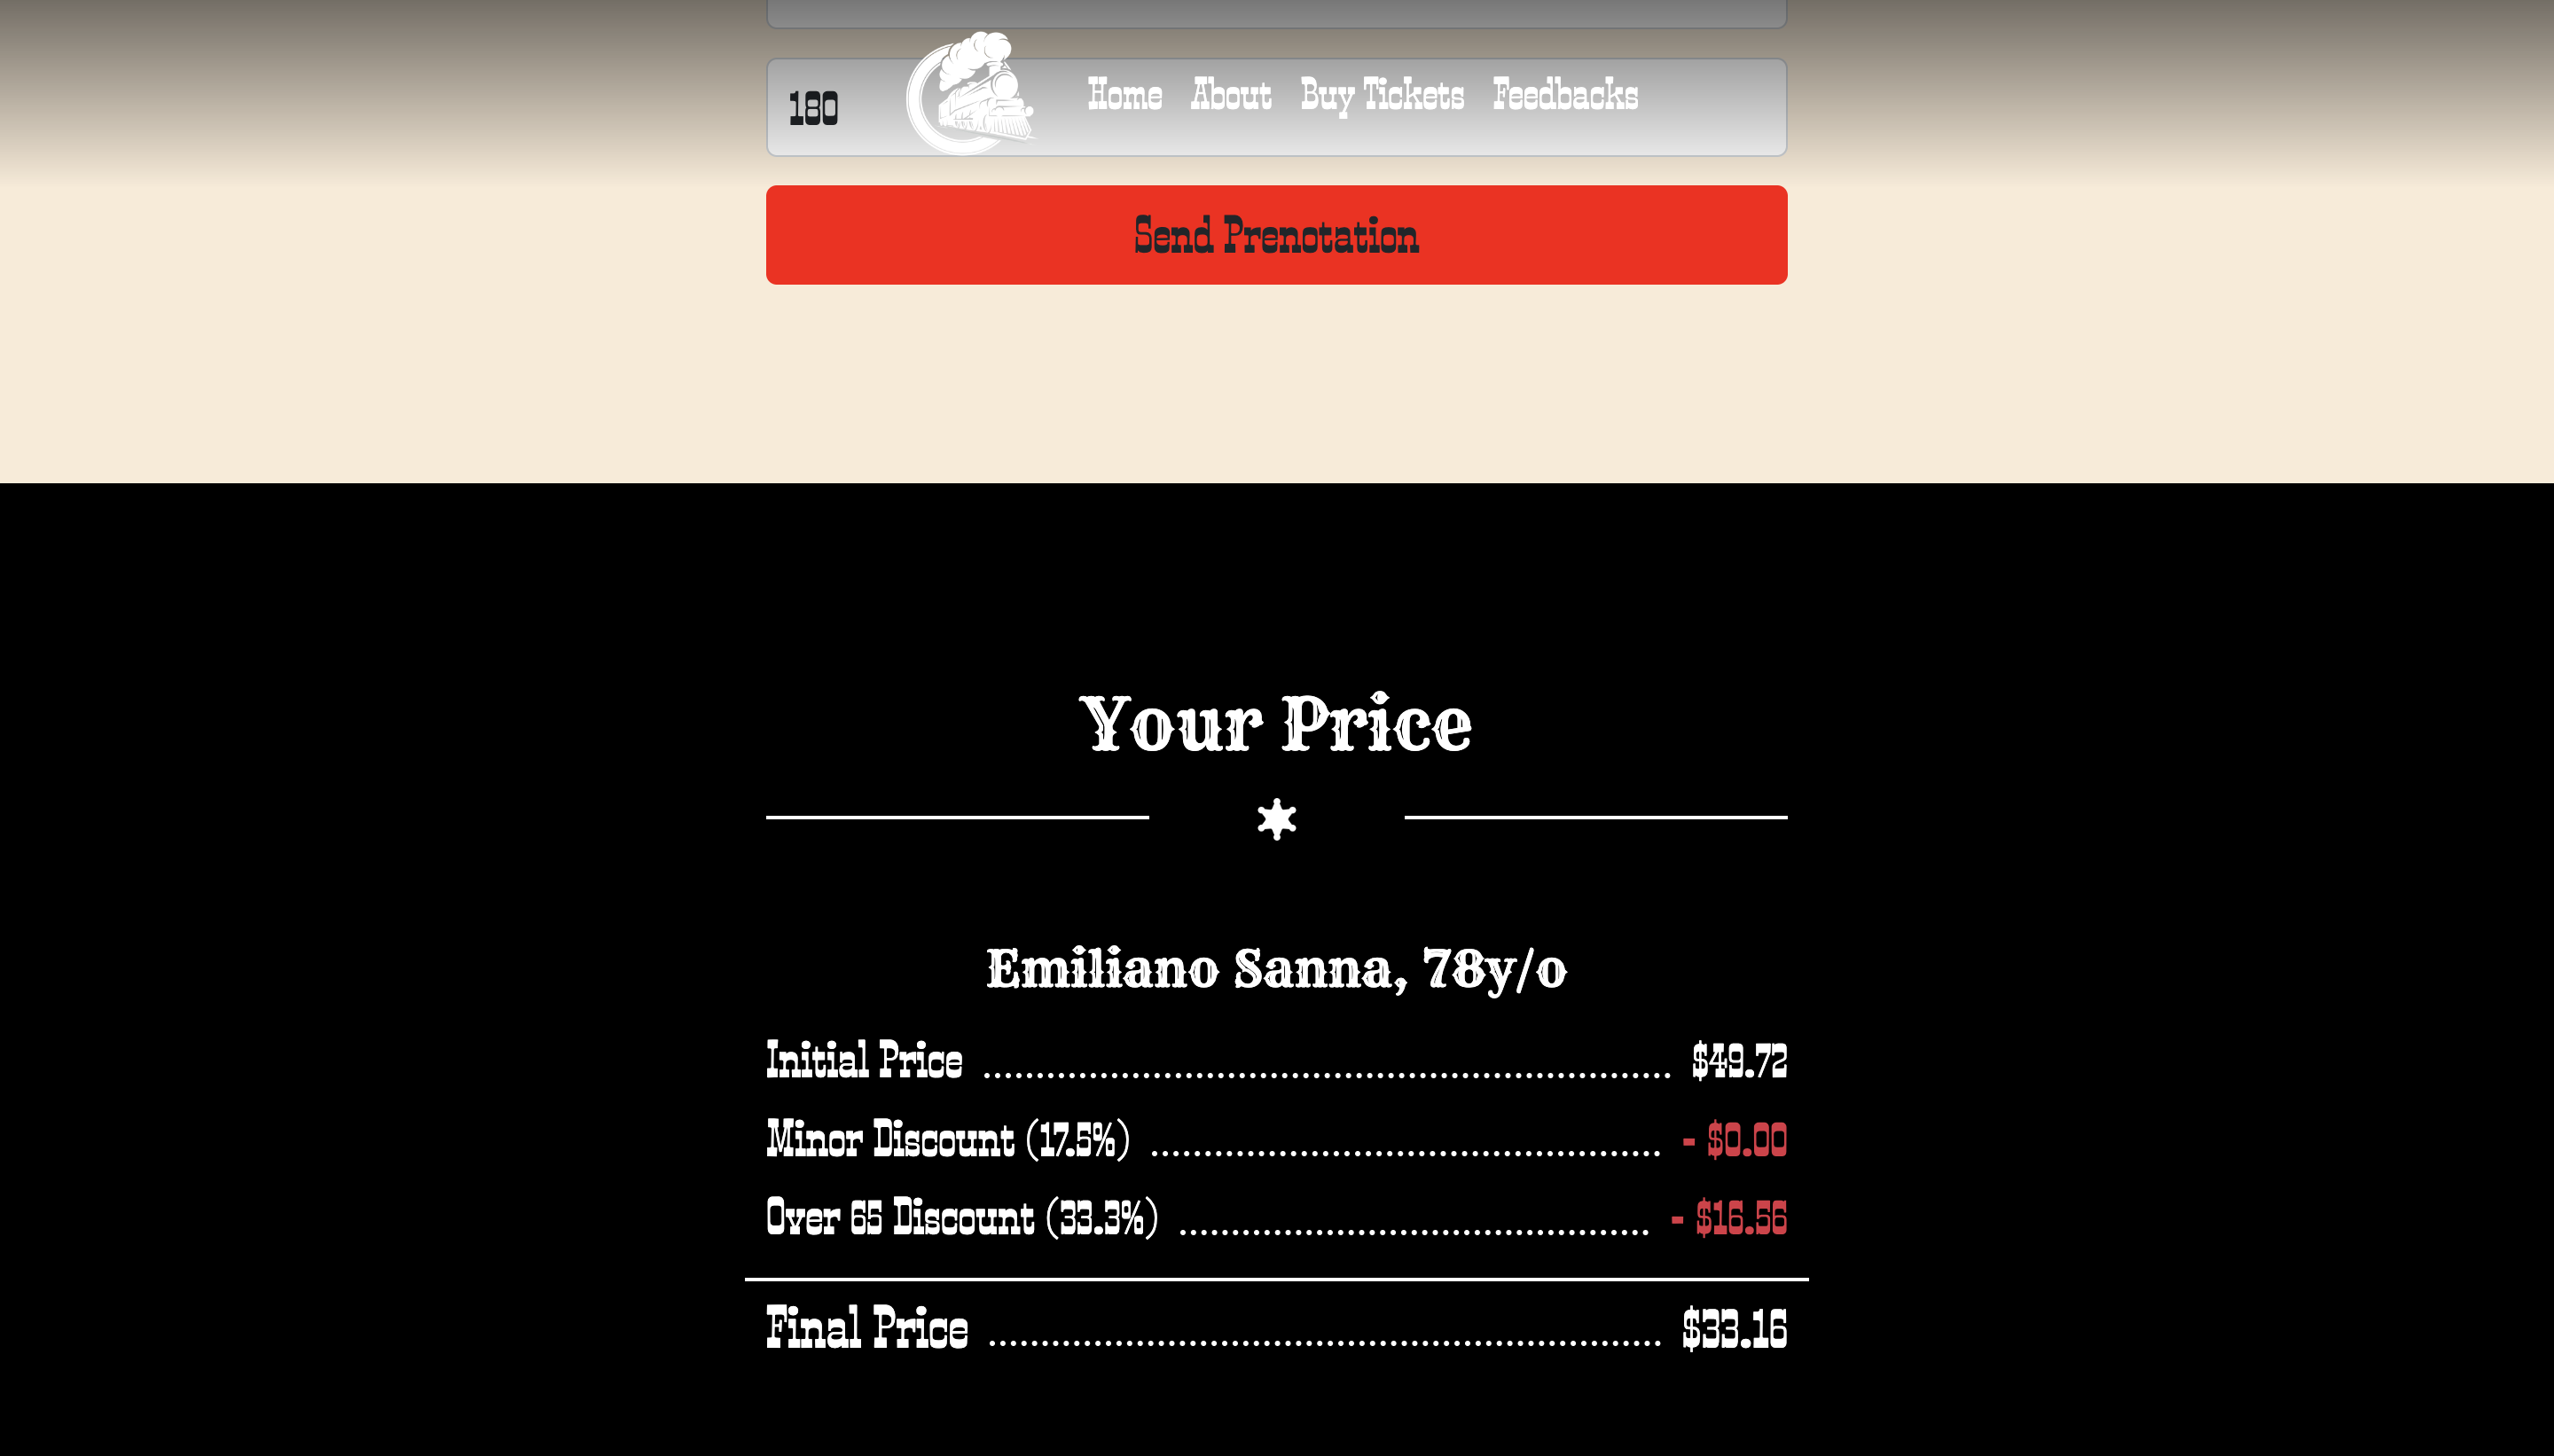 Home About Buy Tickets Feedbacks
180
Send Prenotation
Your Price
Emiliano Sanna, 78y/o
Initial Price ................................................................. $49.72
Minor Discount (17.5%) ................................................ - $0.00
Over 65 Discount (33.3%) ............................................ - $16.56
Final Price ................................................................ $33.16